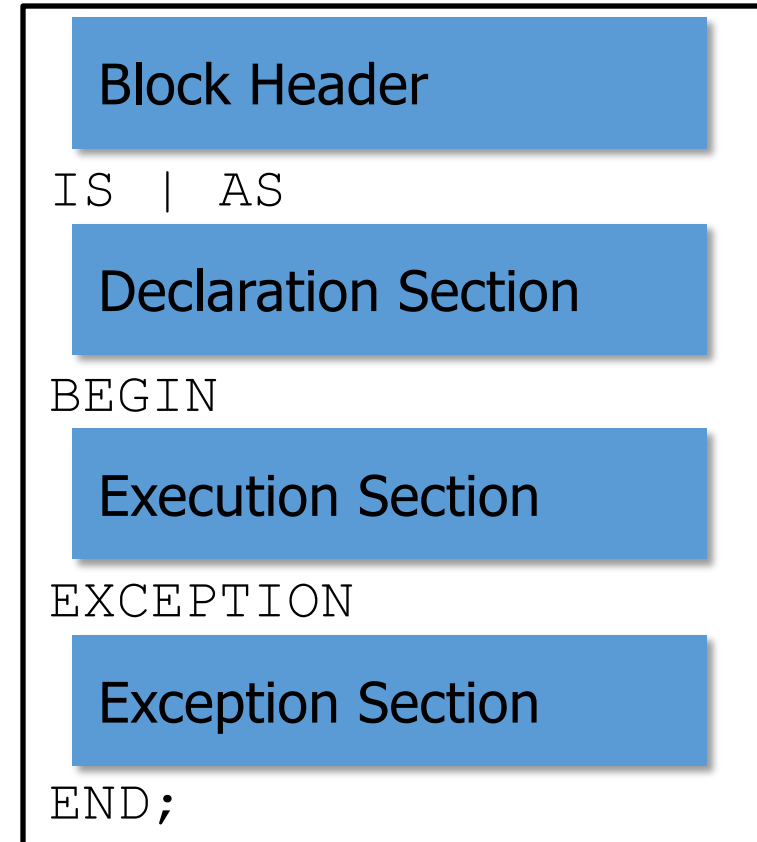 Block Header
IS | AS
Declaration Section
BEGIN
Execution Section
EXCEPTION
Exception Section
END;